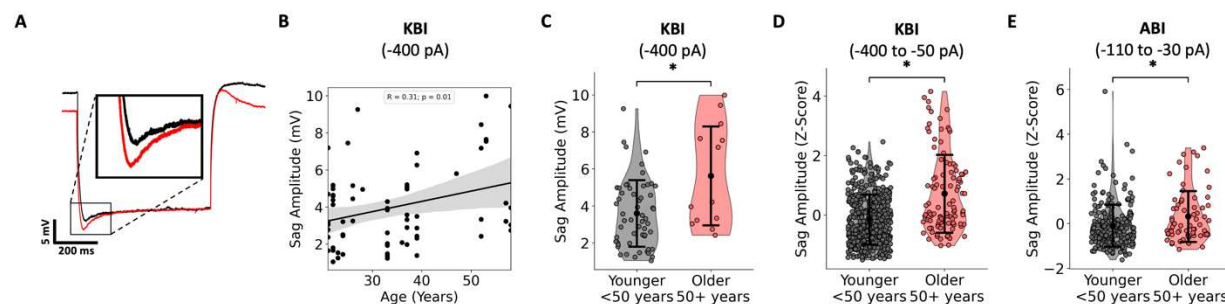 A
5 mV
200 ms
B
KBI
(-400 pA)
Sag Amplitude (mV)
10
8
6
4
2
R = 0.31; p = 0.01
30
40
50
Age (Years)
C
KBI
(-400 pA)
*
Sag Amplitude (mV)
10
8
6
4
2
Younger
<50 years
Older
50+ years
D
KBI
(-400 to -50 pA)
*
Sag Amplitude (Z-Score)
4
2
0
Younger
<50 years
Older
50+ years
E
ABI
(-110 to -30 pA)
*
Sag Amplitude (Z-Score)
6
4
2
0
−2
Younger
<50 years
Older
50+ years